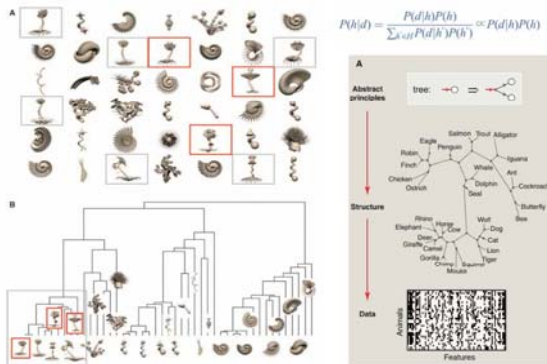 A
B
P(h|d) = P(d|h)P(h) / ∑h'∈H P(d|h')P(h') ∝ P(d|h)P(h)
A
Abstract principles
tree:
Structure
Eagle
Robin
Finch
Chicken
Ostrich
Penguin
Salmon
Trout
Alligator
Iguana
Ant
Cockroach
Butterfly
Bee
Whale
Dolphin
Seal
Wolf
Dog
Cat
Lion
Tiger
Squirrel
Mouse
Chimp
Gorilla
Camel
Giraffe
Deer
Elephant
Rhino
Horse
Cow
Data
Animals
Features